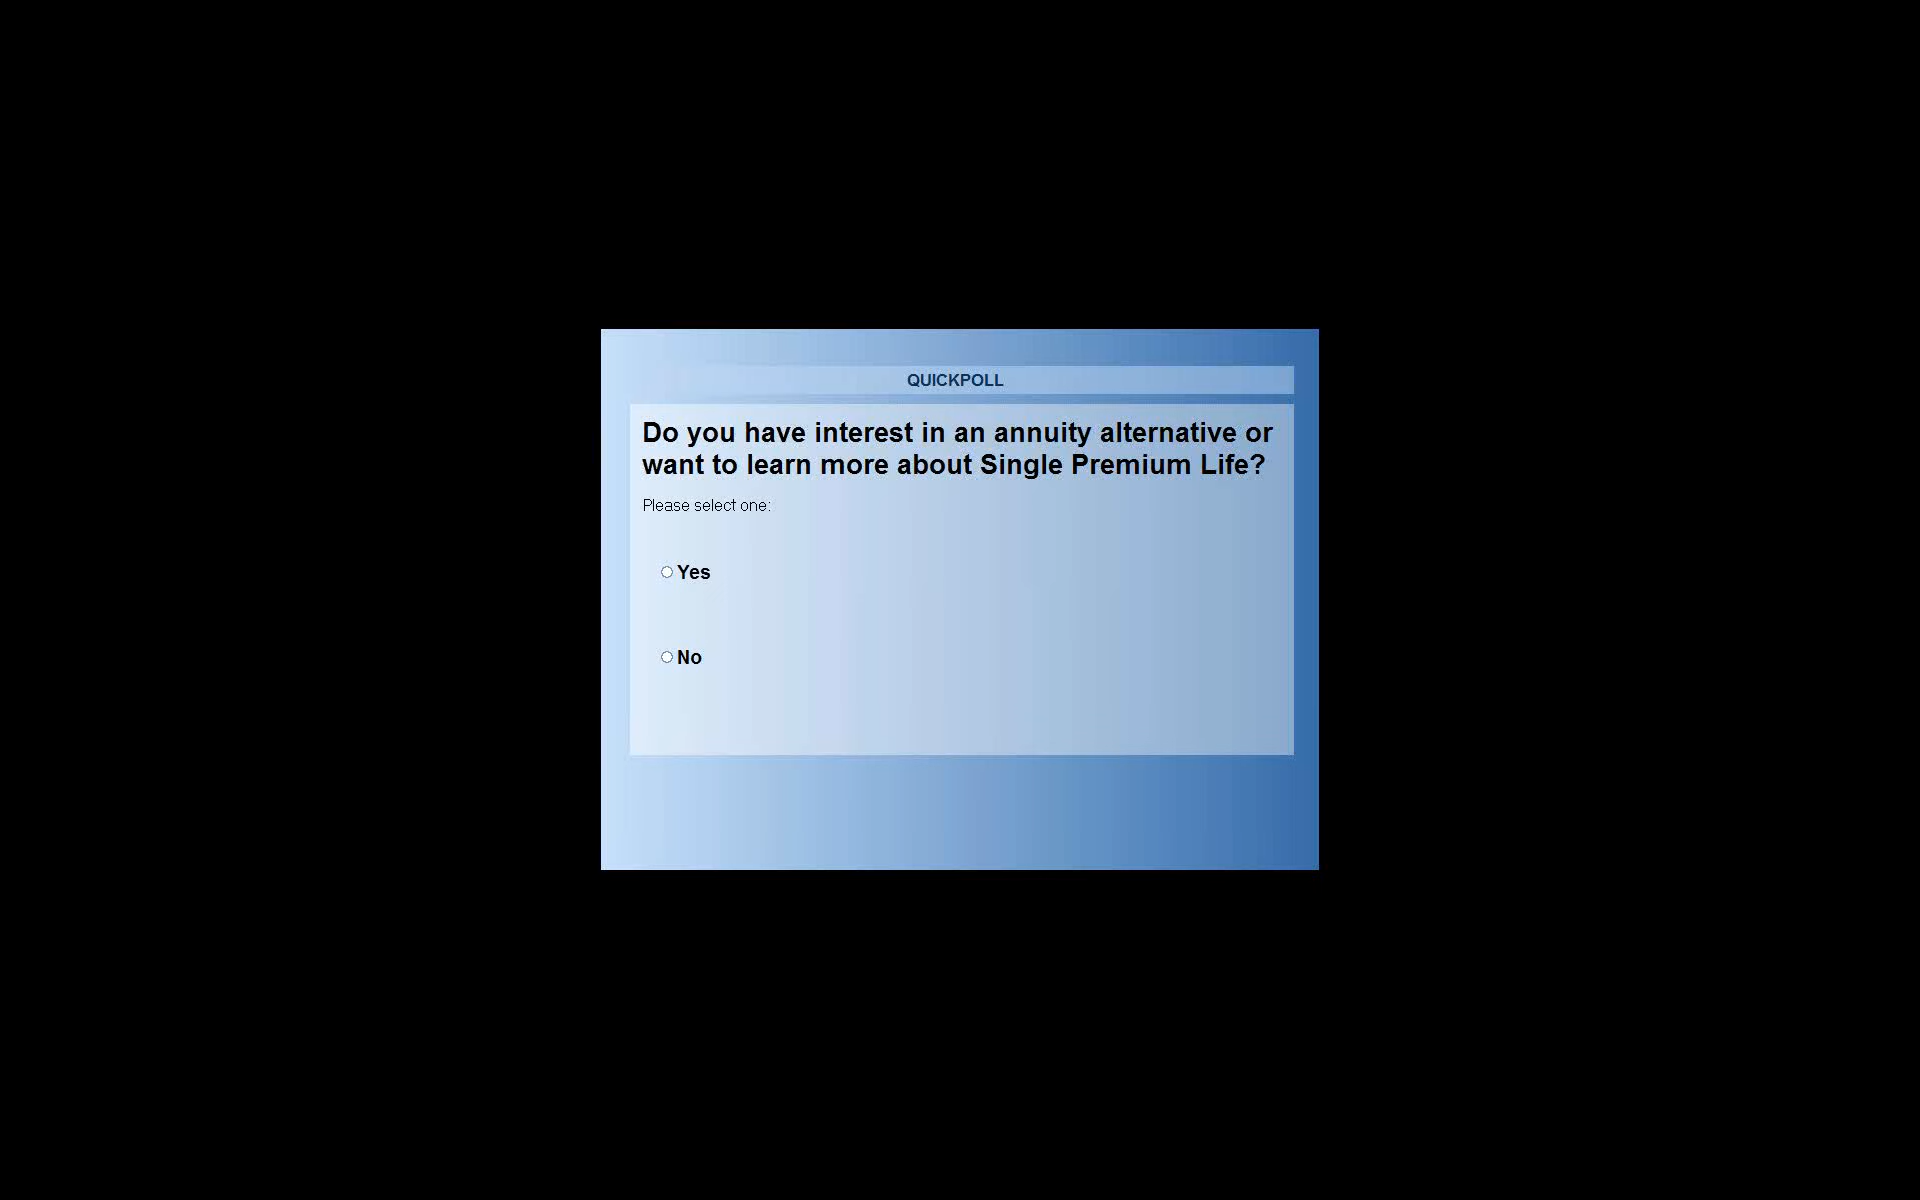 QUICKPOLL
Do you have interest in an annuity alternative or
want to learn more about Single Premium Life?
Please select one:
Yes
No